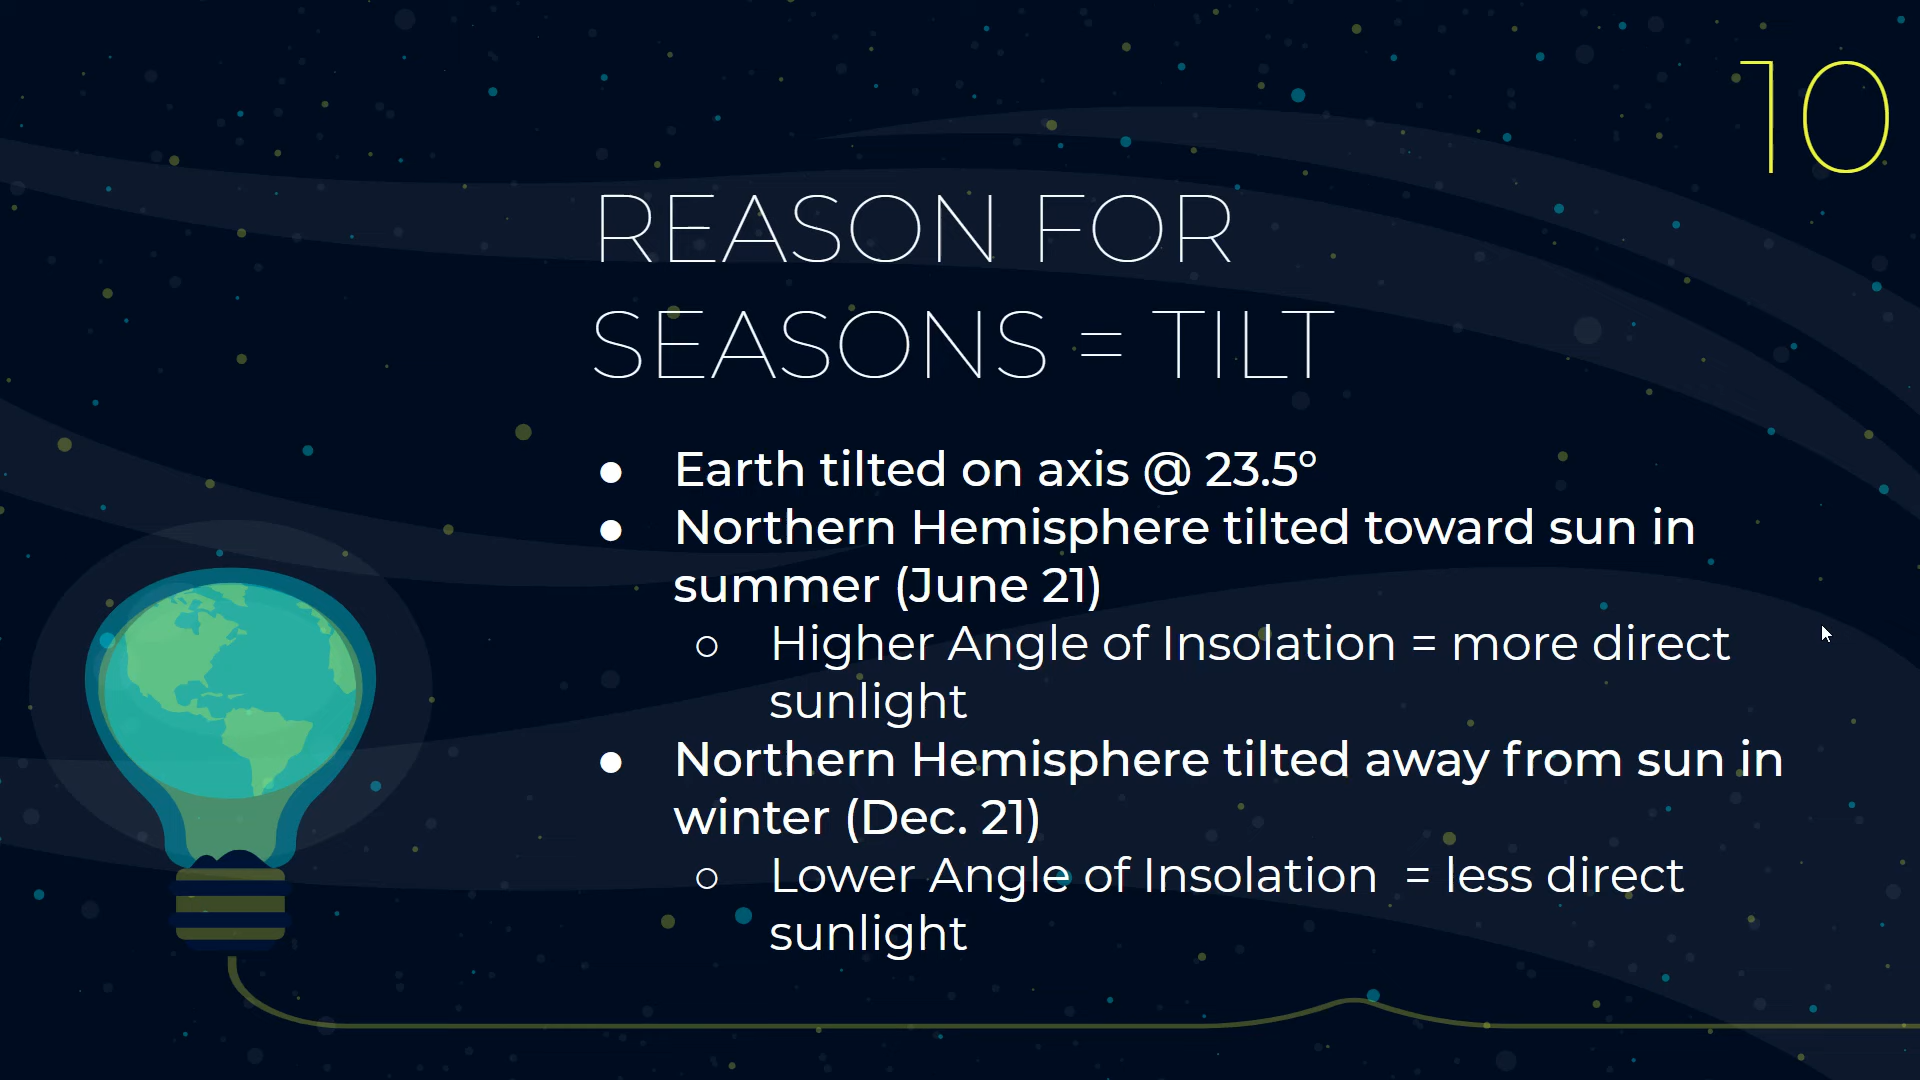 10
REASON FOR
SEASONS = TILT
● Earth tilted on axis @ 23.5°
● Northern Hemisphere tilted toward sun in
summer (June 21)
○ Higher Angle of Insolation = more direct
sunlight
● Northern Hemisphere tilted away from sun in
winter (Dec. 21)
○ Lower Angle of Insolation  = less direct
sunlight